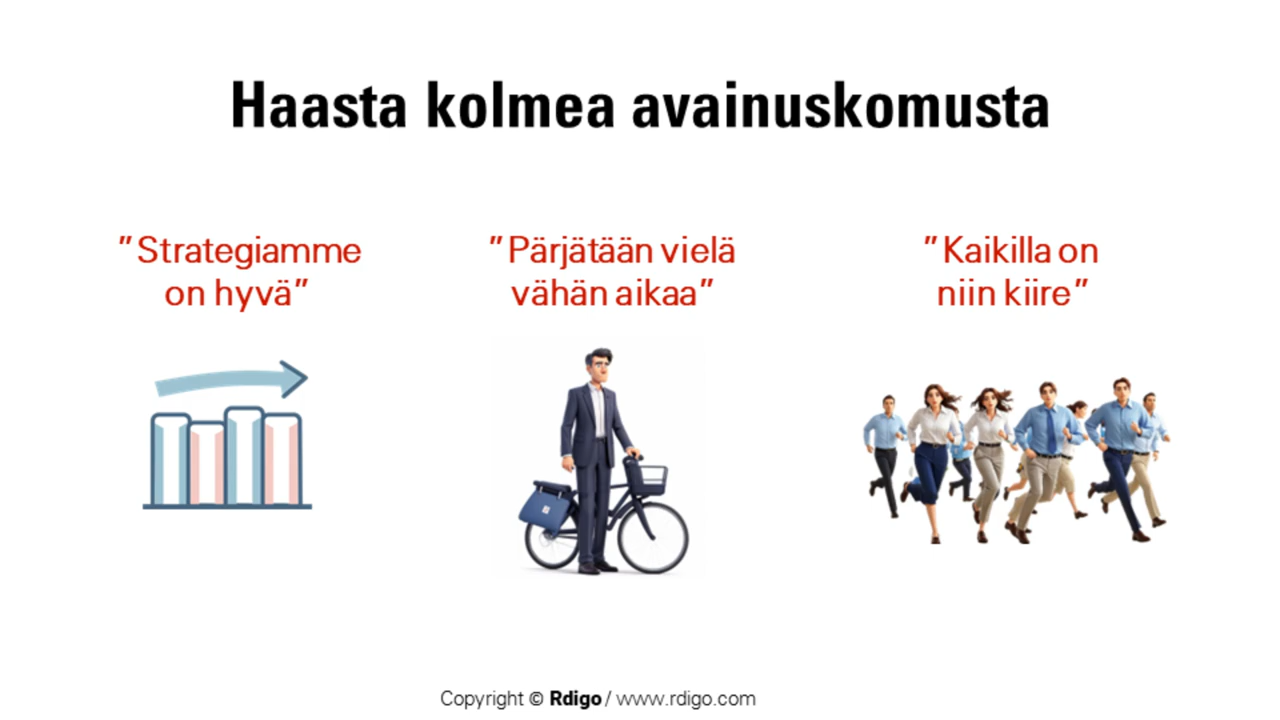 Haasta kolmea avainuskomusta
"Strategiamme
on hyvä"
"Pärjätään vielä
vähän aikaa"
"Kaikilla on
niin kiire"
Copyright © Rdigo / www.rdigo.com